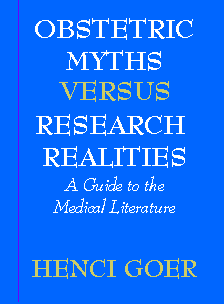 OBSTETRIC
MYTHS
VERSUS
RESEARCH
REALITIES
A Guide to the
Medical Literature
HENCI GOER